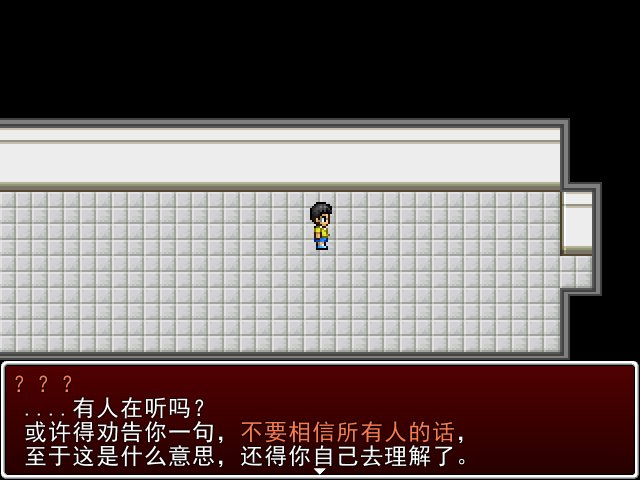 ？？？
....有人在听吗？
或许得劝告你一句，不要相信所有人的话，
至于这是什么意思，还得你自己去理解了。